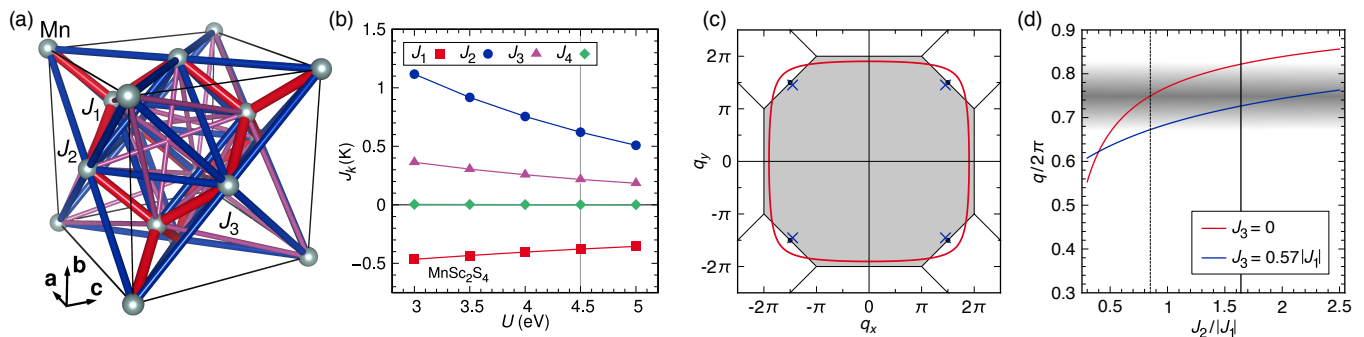 (a)
Mn
J₁
J₂
J₃
b
a
c
(b)
J₁ J₂ J₃ J₄
1.5
1
0.5
0
−0.5
J_k(K)
MnSc₂S₄
3 3.5 4 4.5 5
U (eV)
(c)
2π
π
0
-π
-2π
q_y
-2π -π 0 π 2π
q_x
(d)
0.9
0.8
0.7
0.6
0.5
0.4
0.3
q/2π
J₃ = 0
J₃ = 0.57|J₁|
0.5 1 1.5 2 2.5
J₂/|J₁|